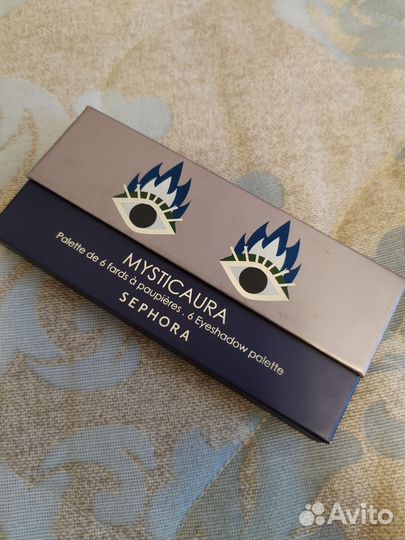 MYSTICAURA
Palette de 6 fards à paupières . 6 Eyeshadow palette
SEPHORA
Avito